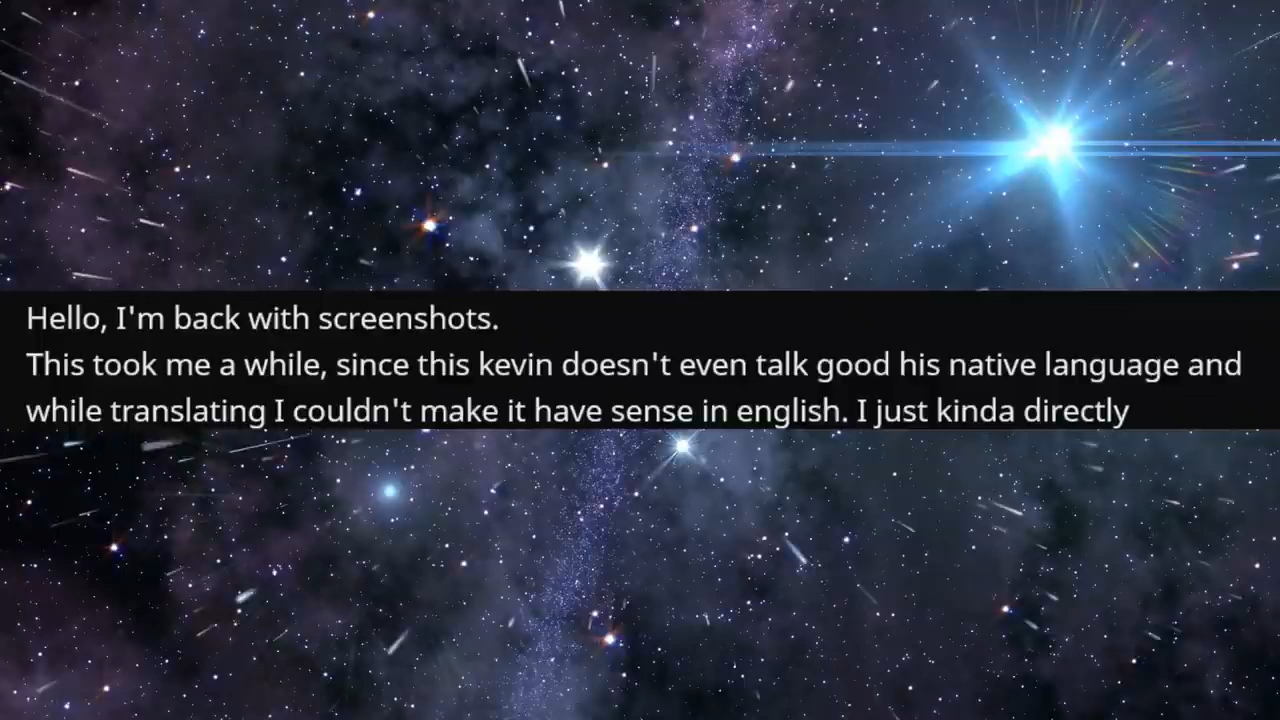 Hello, I'm back with screenshots.
This took me a while, since this kevin doesn't even talk good his native language and
while translating I couldn't make it have sense in english. I just kinda directly